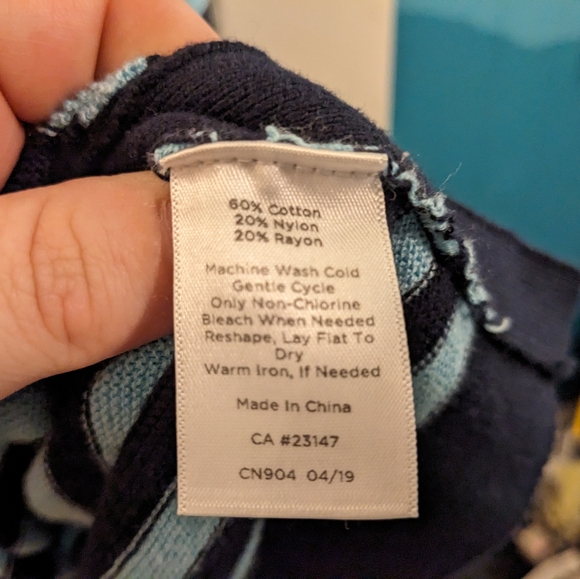 60% Cotton
20% Nylon
20% Rayon
Machine Wash Cold
Gentle Cycle
Only Non-Chlorine
Bleach When Needed
Reshape, Lay Flat To
Dry
Warm Iron, If Needed
Made In China
CA #23147
CN904 04/19